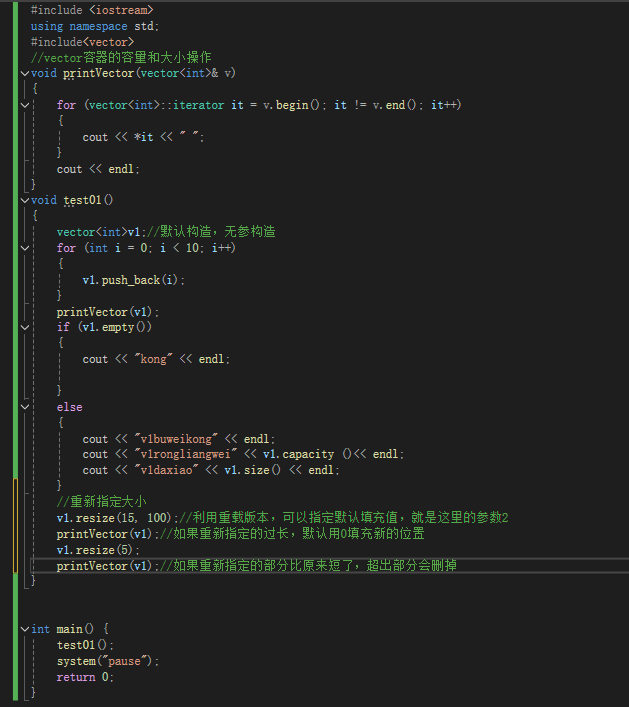 #include <iostream>
using namespace std;
#include<vector>
//vector容器的容量和大小操作
void printVector(vector<int>& v)
{
for (vector<int>::iterator it = v.begin(); it != v.end(); it++)
{
cout << *it << " ";
}
cout << endl;
}
void test01()
{
vector<int>v1;//默认构造，无参构造
for (int i = 0; i < 10; i++)
{
v1.push_back(i);
}
printVector(v1);
if (v1.empty())
{
cout << "kong" << endl;
}
else
{
cout << "v1buweikong" << endl;
cout << "v1rongliangwei" << v1.capacity ()<< endl;
cout << "v1daxiao" << v1.size() << endl;
}
//重新指定大小
v1.resize(15, 100);//利用重载版本，可以指定默认填充值，就是这里的参数2
printVector(v1);//如果重新指定的过长，默认用0填充新的位置
v1.resize(5);
printVector(v1);//如果重新指定的部分比原来短了，超出部分会删掉
}
int main() {
test01();
system("pause");
return 0;
}